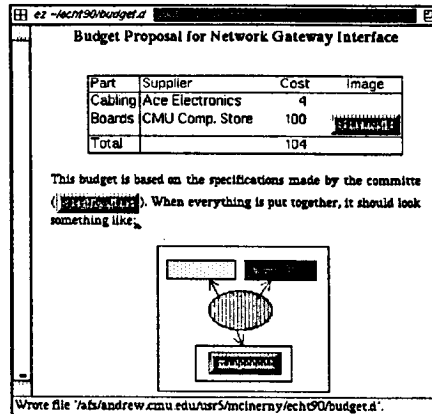 ez ~/echt90/budget.d
Budget Proposal for Network Gateway Interface
Part Supplier Cost Image
Cabling Ace Electronics 4
Boards CMU Comp. Store 100
Total 104
This budget is based on the specifications made by the committe
( ). When everything is put together, it should look
something like:
Wrote file '/afs/andrew.cmu.edu/usr5/mcinerny/echt90/budget.d'.